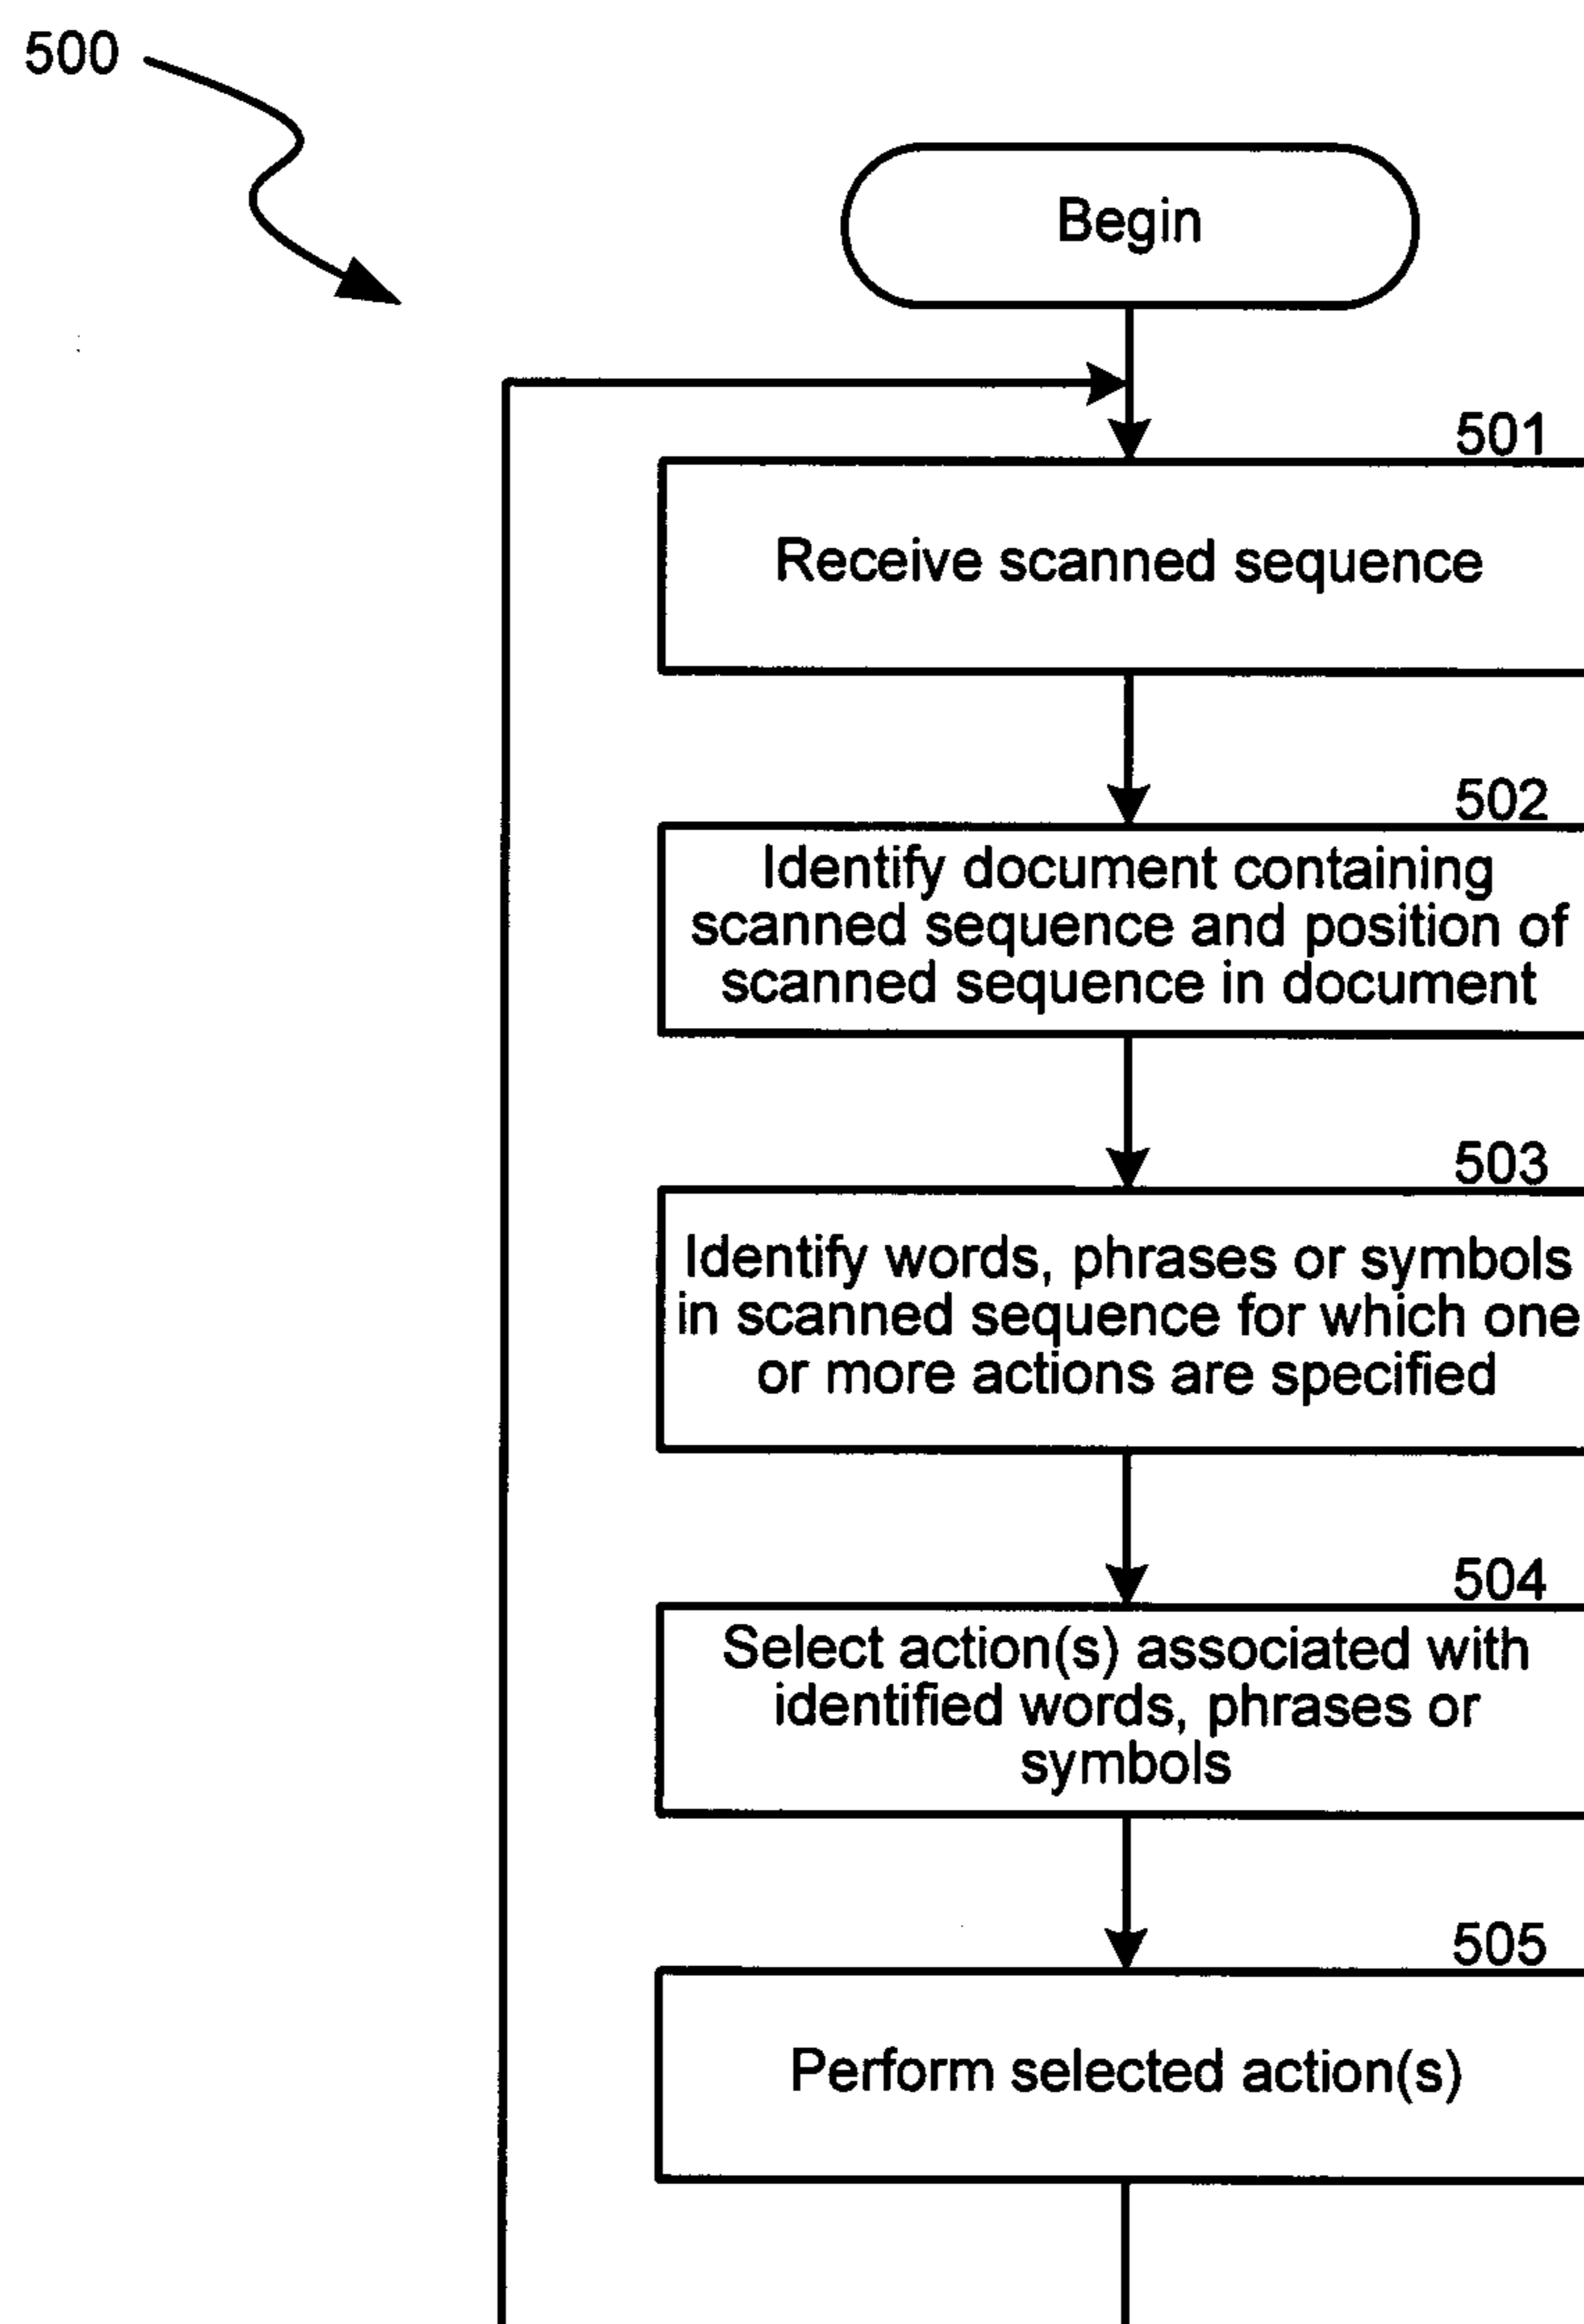 500
Begin
501
Receive scanned sequence
502
Identify document containing
scanned sequence and position of
scanned sequence in document
503
Identify words, phrases or symbols
in scanned sequence for which one
or more actions are specified
504
Select action(s) associated with
identified words, phrases or
symbols
505
Perform selected action(s)